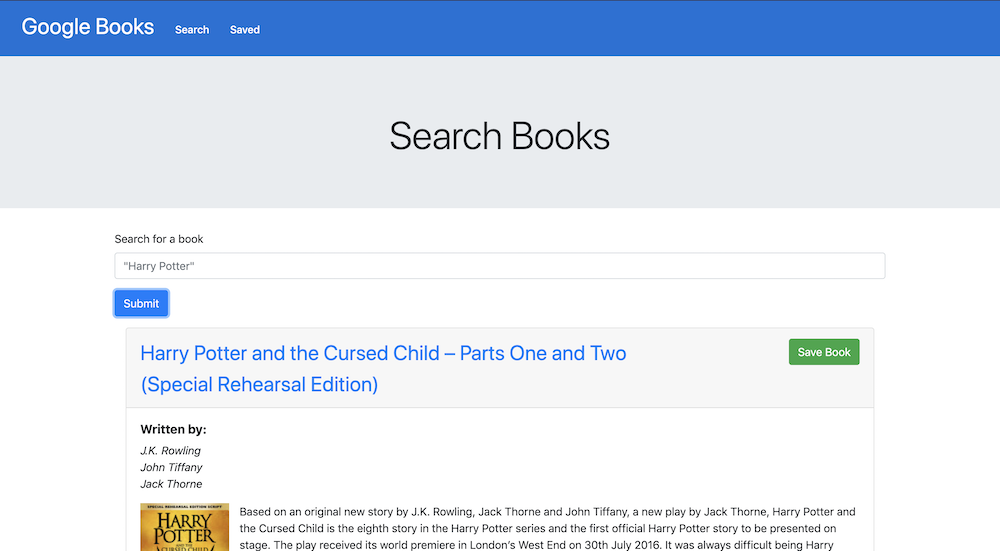 Google Books Search Saved
Search Books
Search for a book
"Harry Potter"
Submit
Harry Potter and the Cursed Child – Parts One and Two
(Special Rehearsal Edition)
Save Book
Written by:
J.K. Rowling
John Tiffany
Jack Thorne
SPECIAL REHEARSAL EDITION SCRIPT
HARRY
POTTER
AND THE
CURSED CHILD
Based on an original new story by J.K. Rowling, Jack Thorne and John Tiffany, a new play by Jack Thorne, Harry Potter and
the Cursed Child is the eighth story in the Harry Potter series and the first official Harry Potter story to be presented on
stage. The play received its world premiere in London’s West End on 30th July 2016. It was always difficult being Harry